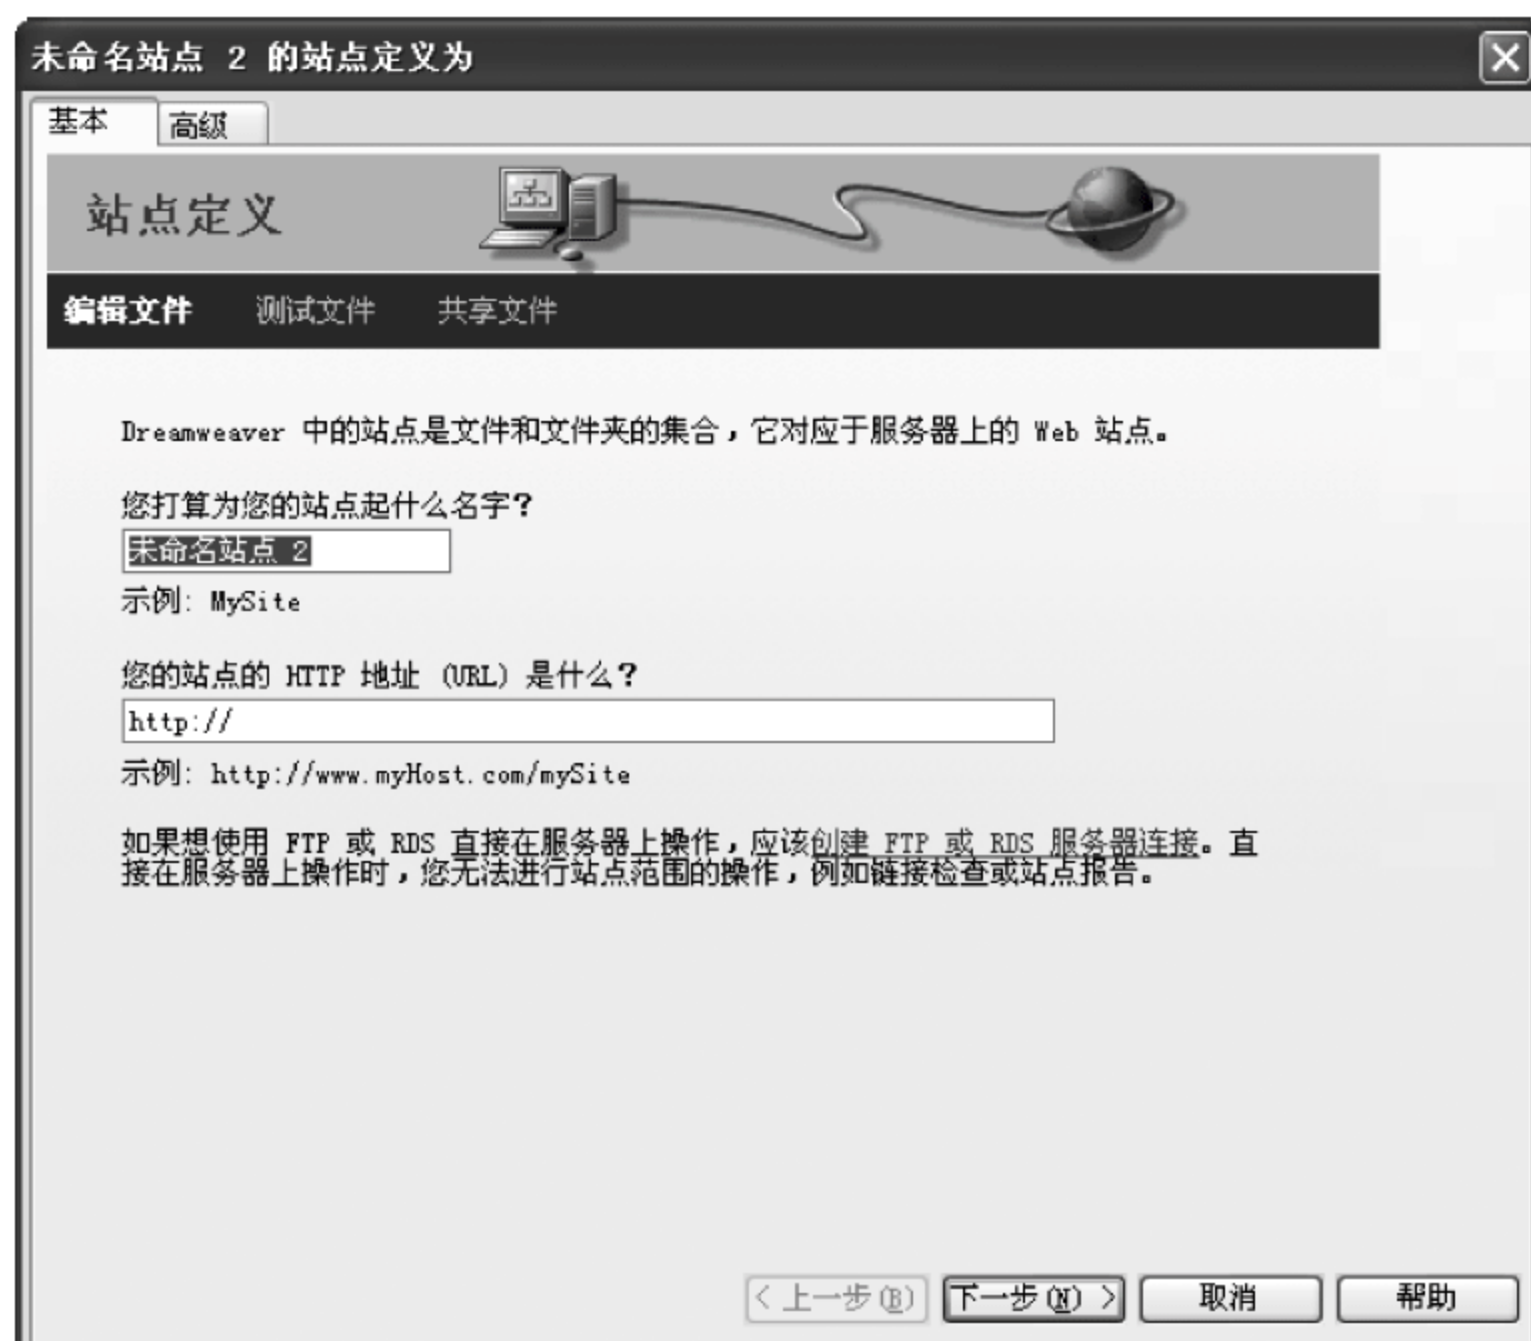 未命名站点 2 的站点定义为
基本 高级
站点定义
编辑文件 测试文件 共享文件
Dreamweaver 中的站点是文件和文件夹的集合，它对应于服务器上的 Web 站点。
您打算为您的站点起什么名字？
未命名站点 2
示例: MySite
您的站点的 HTTP 地址 (URL) 是什么？
http://
示例: http://www.myHost.com/mySite
如果想使用 FTP 或 RDS 直接在服务器上操作，应该创建 FTP 或 RDS 服务器连接。直
接在服务器上操作时，您无法进行站点范围的操作，例如链接检查或站点报告。
< 上一步(B) 下一步(N) > 取消 帮助